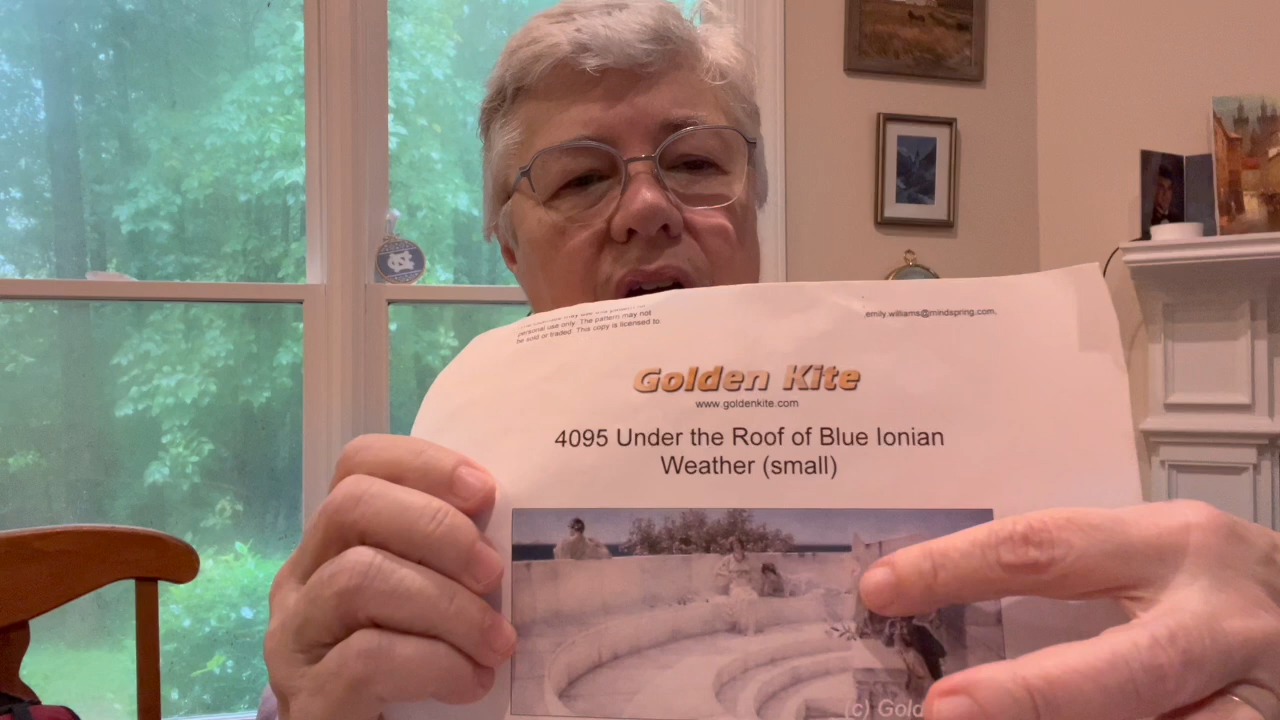 personal use only. The pattern may not
be sold or traded. This copy is licensed to
emily.williams@mindspring.com,
Golden Kite
www.goldenkite.com
4095 Under the Roof of Blue Ionian
Weather (small)
(c) Gold
NC